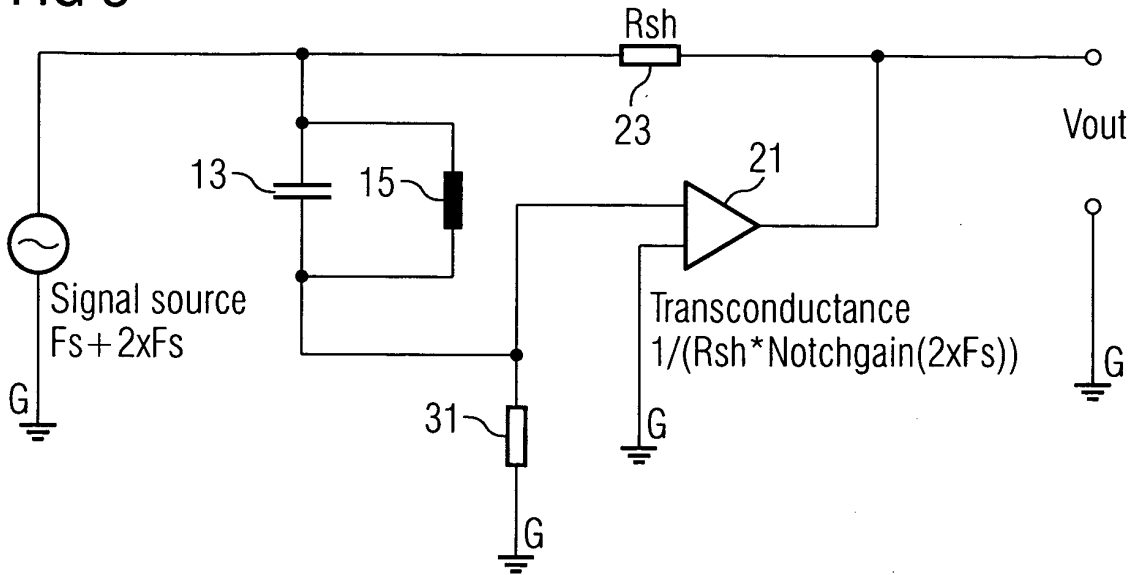 Rsh
23
Vout
13
15
21
Signal source
Fs+2xFs
Transconductance
1/(Rsh*Notchgain(2xFs))
G
G
G
31
G